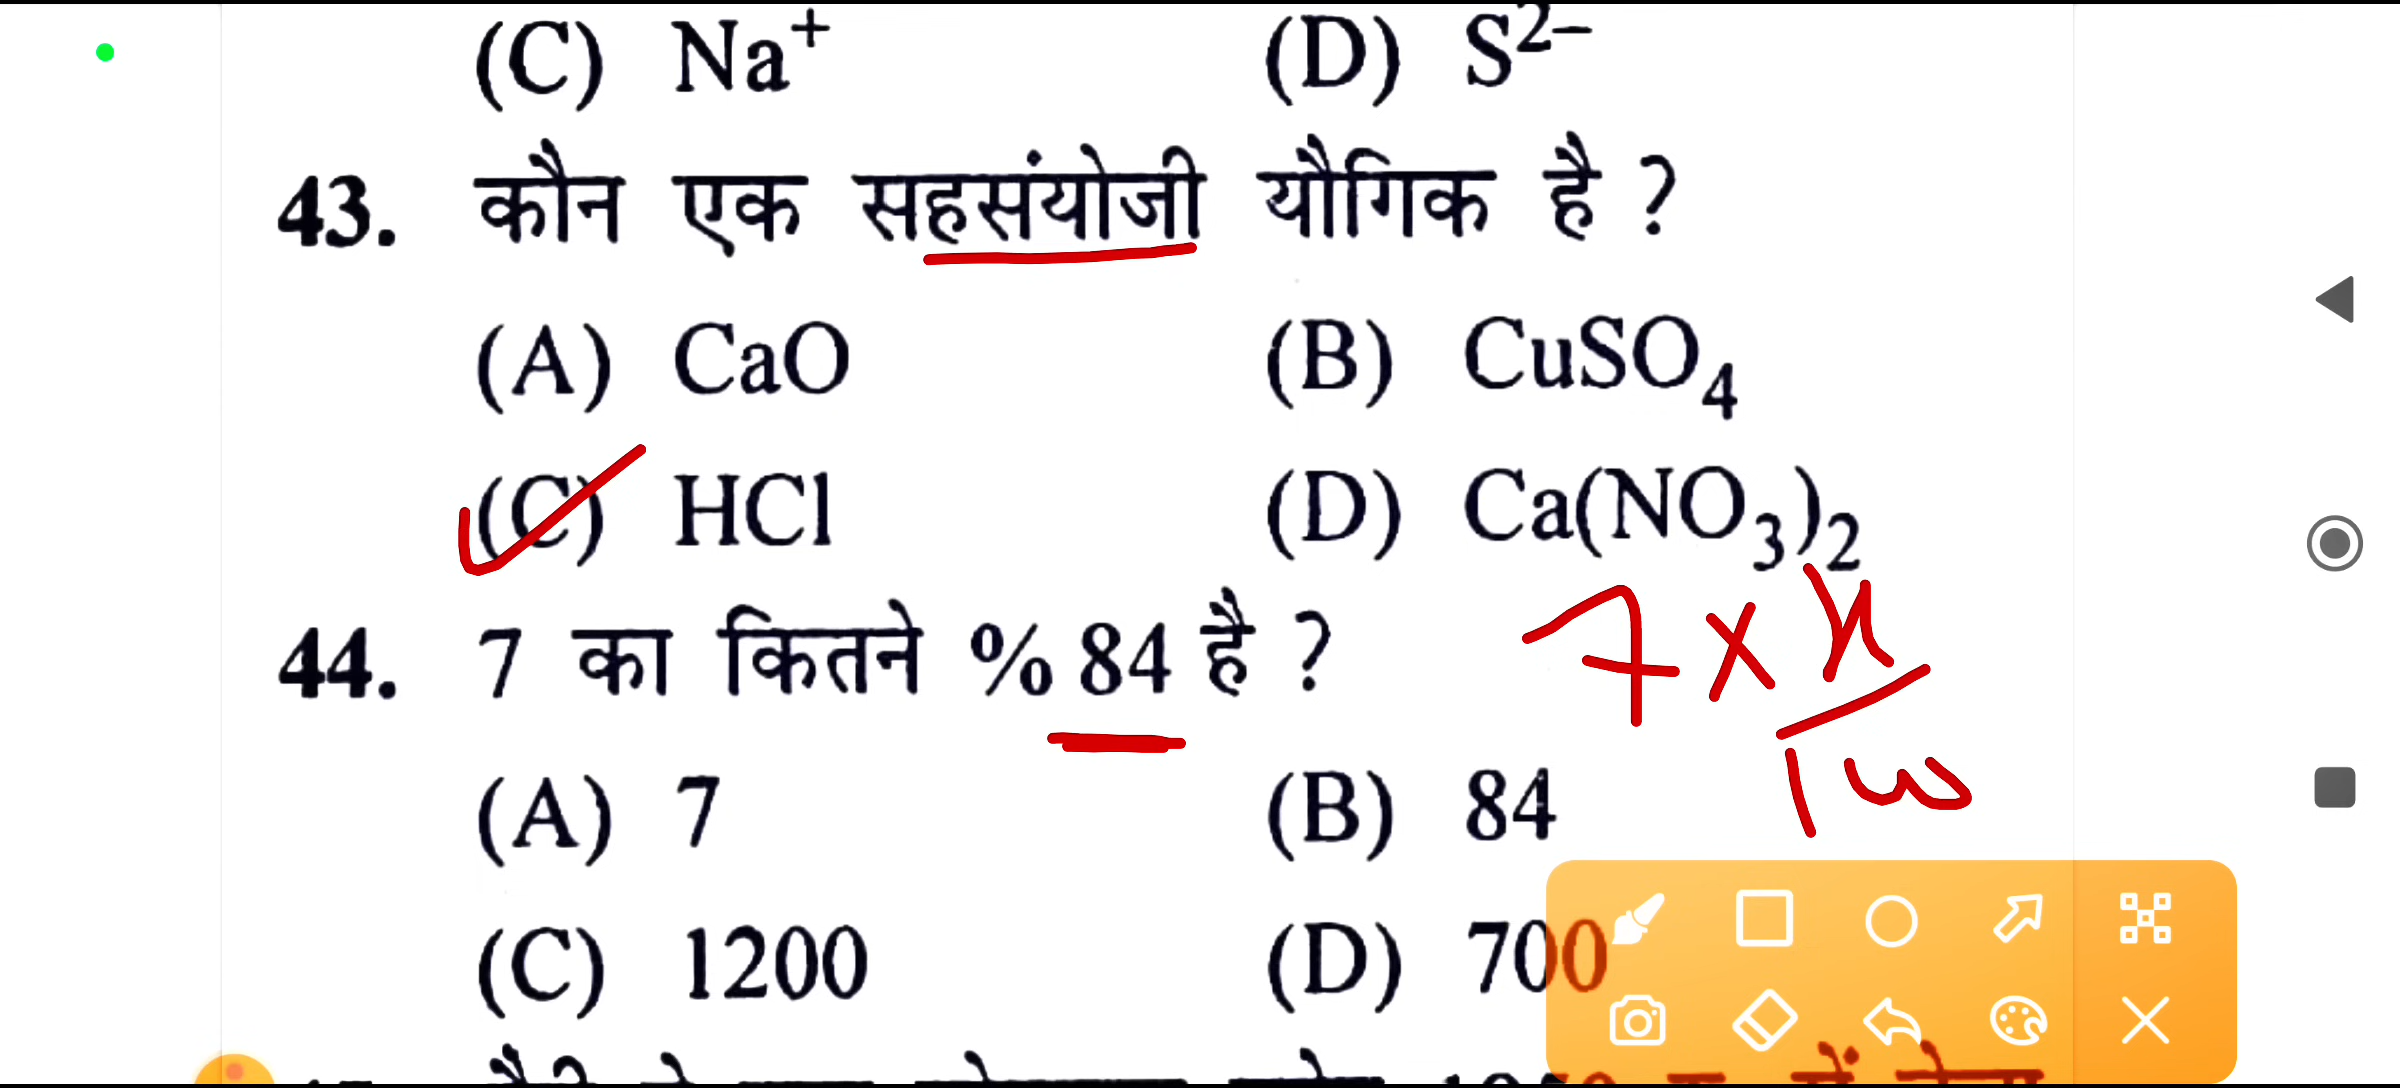 (C) Na⁺ (D) S²⁻
43. कौन एक सहसंयोजी यौगिक है ?
(A) CaO (B) CuSO₄
(C) HCl (D) Ca(NO₃)₂
44. 7 का कितने % 84 है ? 7 × x/100
(A) 7 (B) 84
(C) 1200 (D) 700